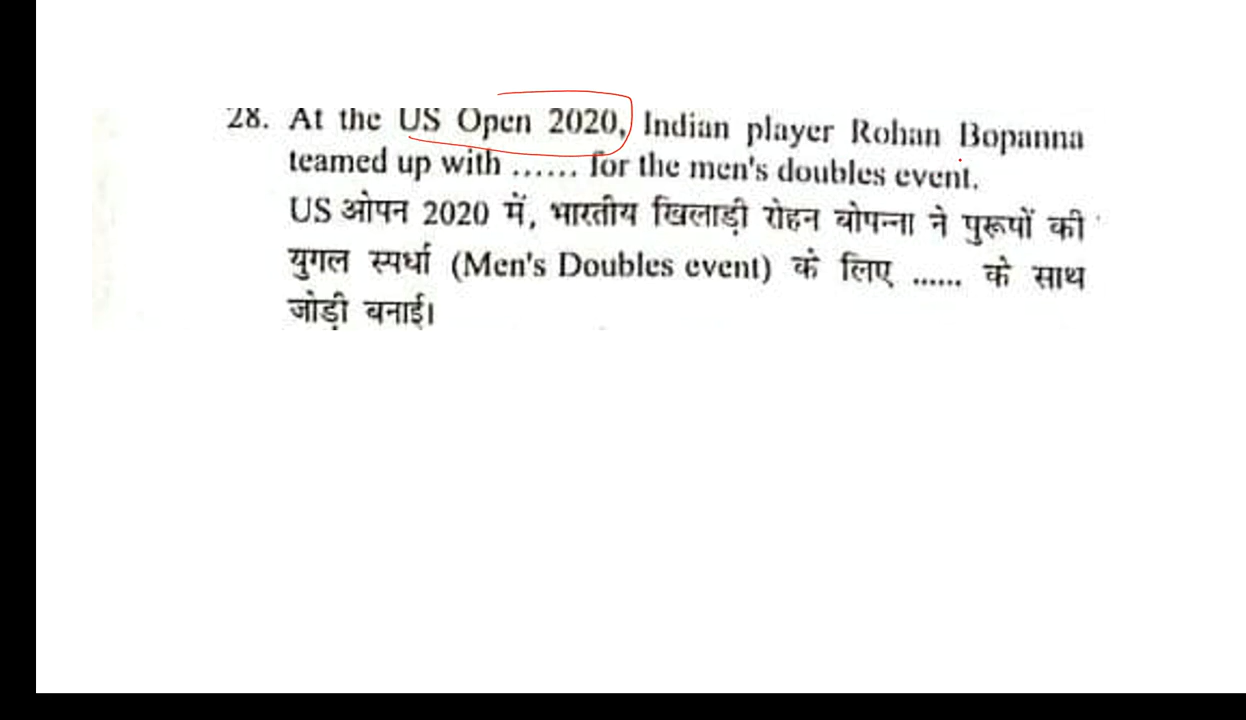 28. At the US Open 2020, Indian player Rohan Bopanna
teamed up with ...... for the men's doubles event.
US ओपन 2020 में, भारतीय खिलाड़ी रोहन बोपन्ना ने पुरूषों की
युगल स्पर्धा (Men's Doubles event) के लिए ...... के साथ
जोड़ी बनाई।